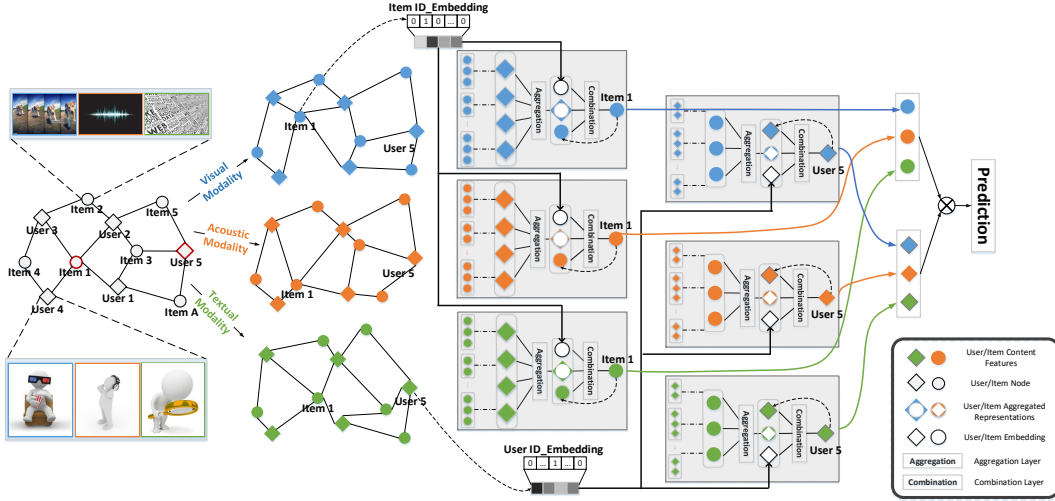 Item ID_Embedding
0 1 0 ... 0
WEB
Visual
Modality
Acoustic
Modality
Textual
Modality
Item 2
Item 5
User 3
User 2
Item 4
Item 1
Item 3
User 5
User 1
User 4
Item A
Item 1
User 5
Item 1
User 5
Item 1
User 5
Aggregation
Combination
Item 1
Aggregation
Combination
Item 1
Aggregation
Combination
Item 1
Aggregation
Combination
User 5
Aggregation
Combination
User 5
Aggregation
Combination
User 5
User ID_Embedding
0 ... 1 0
Prediction
User/Item Content
Features
User/Item Node
User/Item Aggregated
Representations
User/Item Embedding
Aggregation
Aggregation Layer
Combination
Combination Layer